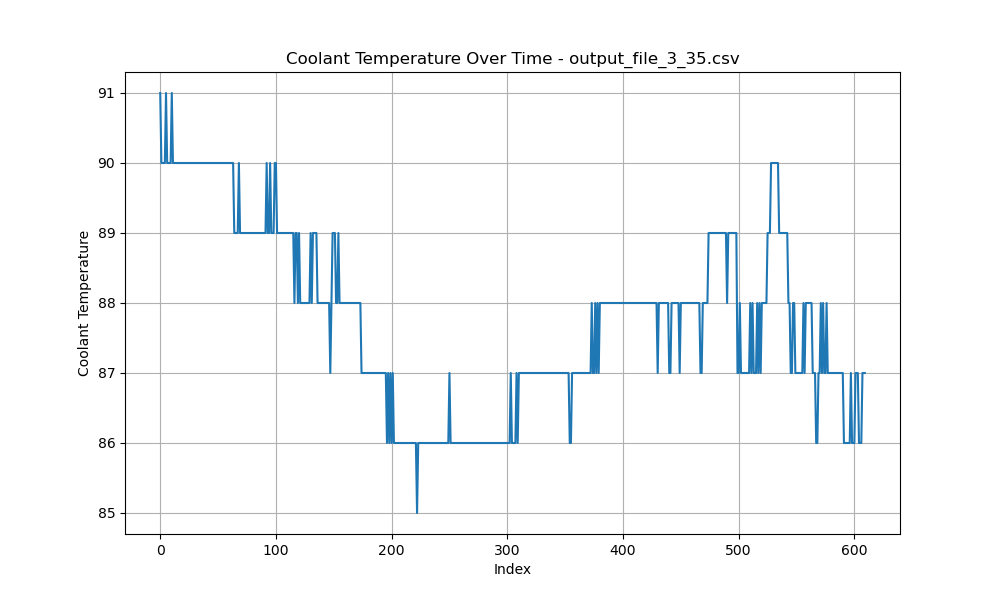 Coolant Temperature Over Time - output_file_3_35.csv
Coolant Temperature
91
90
89
88
87
86
85
0 100 200 300 400 500 600
Index